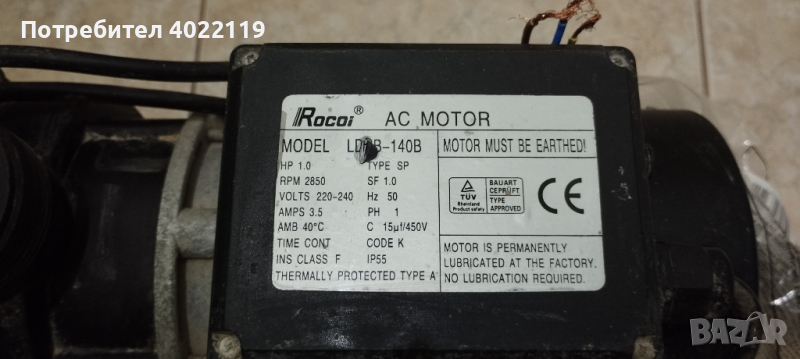 Потребител 4022119
Rocoi® AC MOTOR
MODEL -140B
MOTOR MUST BE EARTHED!
HP 1.0 TYPE SP
RPM 2850 SF 1.0
VOLTS 220-240 Hz 50
AMPS 3.5 PH 1
AMB 40°C C 15μf/450V
TIME CONT CODE K
INS CLASS F IP55
THERMALLY PROTECTED TYPE A
TÜV
Rheinland
Product safety
BAUART
GEPRÜFT
TYPE
APPROVED
CE
MOTOR IS PERMANENTLY
LUBRICATED AT THE FACTORY.
NO LUBRICATION REQUIRED.
BAZAR